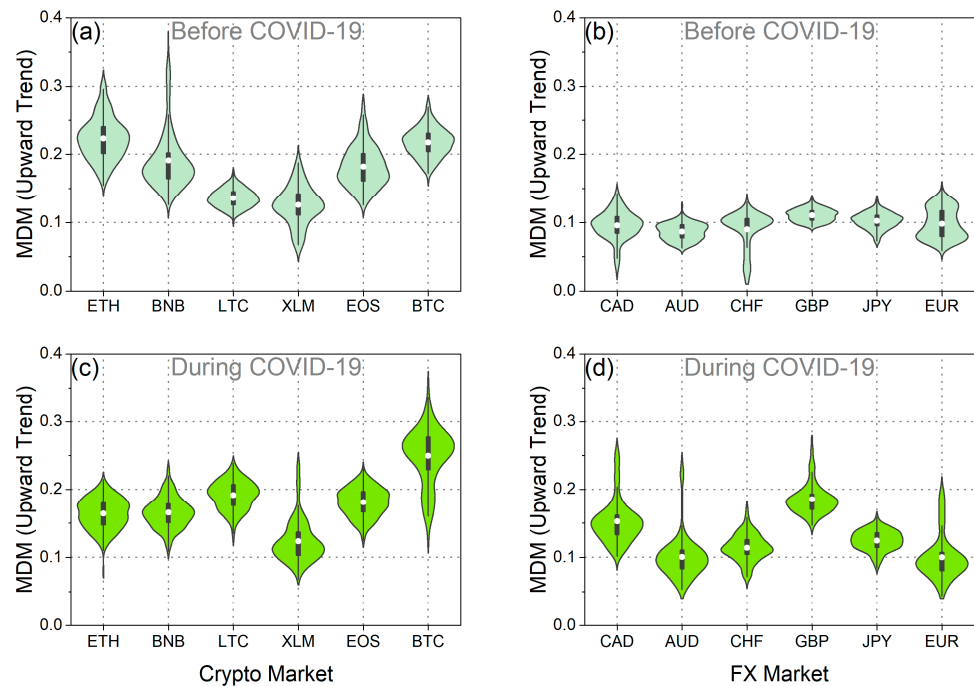 (a) Before COVID-19
MDM (Upward Trend)
0.4
0.3
0.2
0.1
0.0
ETH BNB LTC XLM EOS BTC
(b) Before COVID-19
MDM (Upward Trend)
0.4
0.3
0.2
0.1
0.0
CAD AUD CHF GBP JPY EUR
(c) During COVID-19
MDM (Upward Trend)
0.4
0.3
0.2
0.1
0.0
ETH BNB LTC XLM EOS BTC
Crypto Market
(d) During COVID-19
MDM (Upward Trend)
0.4
0.3
0.2
0.1
0.0
CAD AUD CHF GBP JPY EUR
FX Market